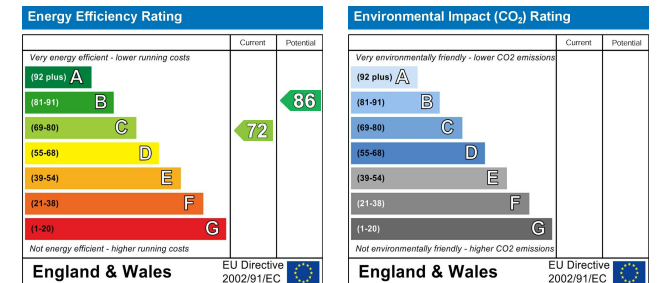 Energy Efficiency Rating
Current
Potential
Very energy efficient - lower running costs
(92 plus) A
(81-91) B
(69-80) C
(55-68) D
(39-54) E
(21-38) F
(1-20) G
72
86
Not energy efficient - higher running costs
England & Wales
EU Directive
2002/91/EC
Environmental Impact (CO₂) Rating
Current
Potential
Very environmentally friendly - lower CO2 emissions
(92 plus) A
(81-91) B
(69-80) C
(55-68) D
(39-54) E
(21-38) F
(1-20) G
Not environmentally friendly - higher CO2 emissions
England & Wales
EU Directive
2002/91/EC